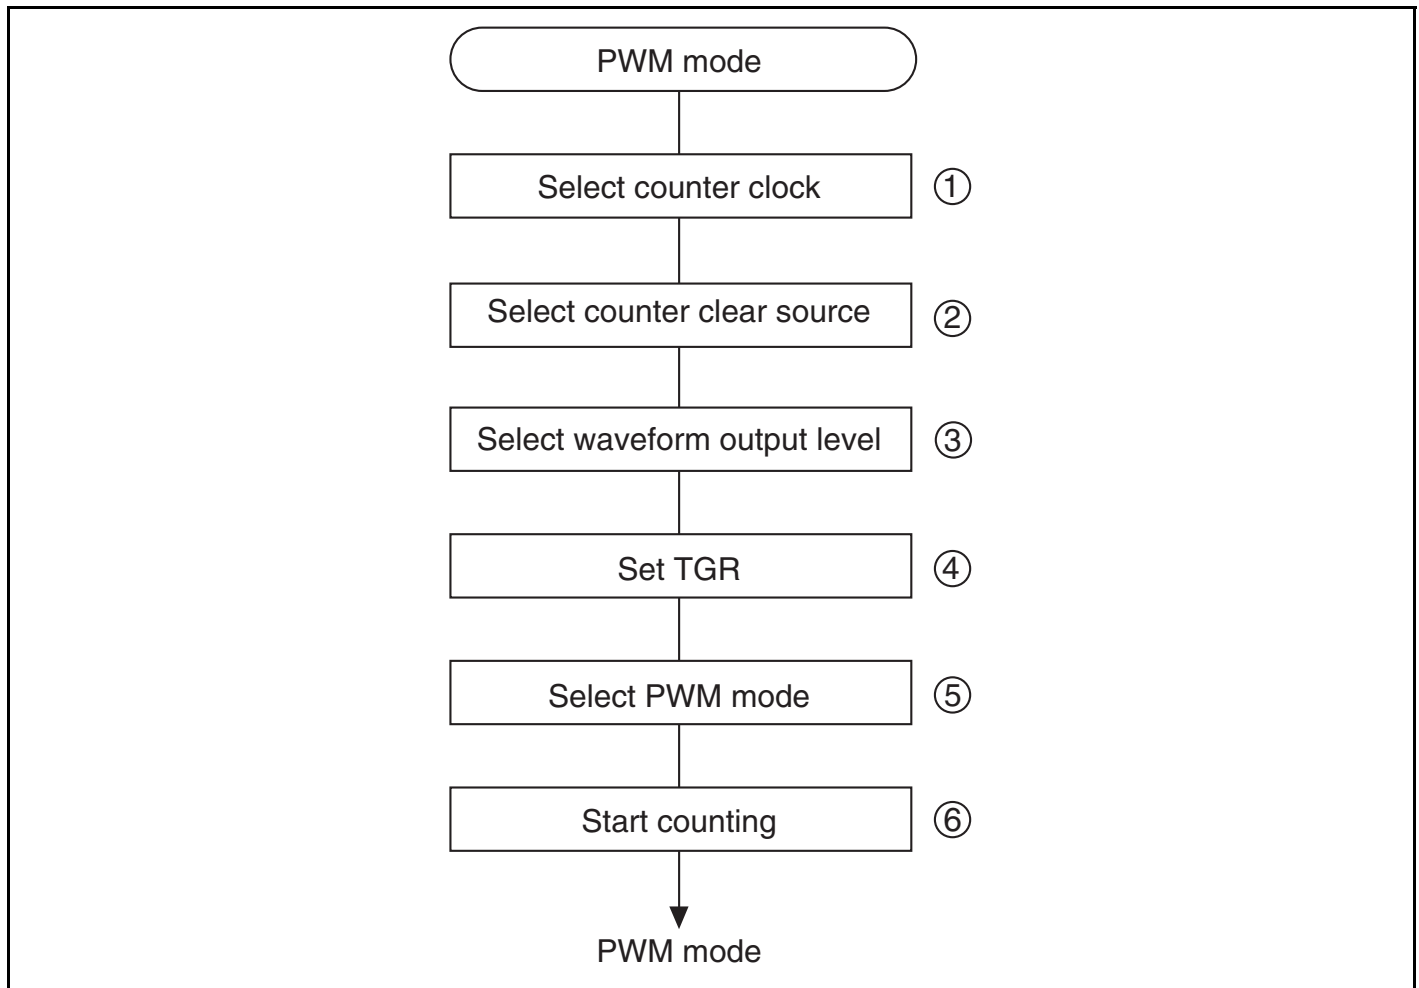 PWM mode
Select counter clock ①
Select counter clear source ②
Select waveform output level ③
Set TGR ④
Select PWM mode ⑤
Start counting ⑥
PWM mode